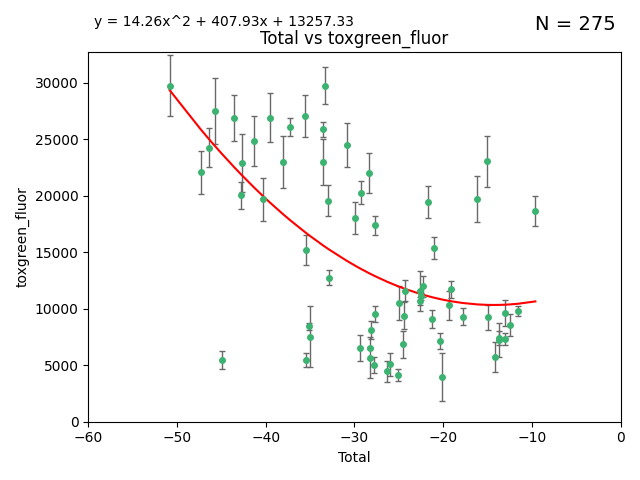 y = 14.26x^2 + 407.93x + 13257.33
N = 275
Total vs toxgreen_fluor
30000
25000
20000
15000
10000
5000
0
toxgreen_fluor
−60
−50
−40
−30
−20
−10
0
Total